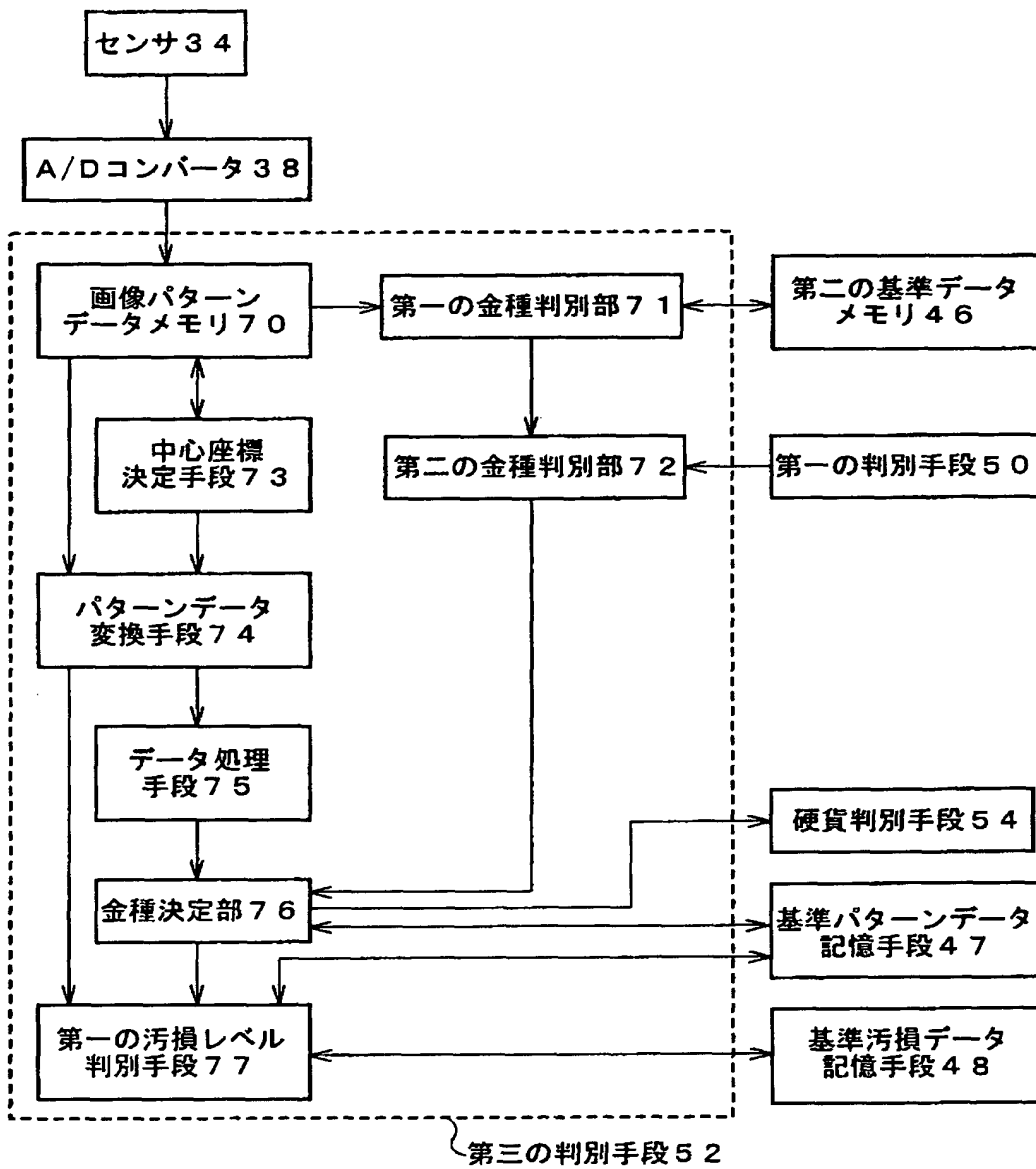 センサ34
A/Dコンバータ38
画像パターン
データメモリ70
第一の金種判別部71
第二の基準データ
メモリ46
中心座標
決定手段73
第二の金種判別部72
第一の判別手段50
パターンデータ
変換手段74
データ処理
手段75
硬貨判別手段54
金種決定部76
基準パターンデータ
記憶手段47
第一の汚損レベル
判別手段77
基準汚損データ
記憶手段48
第三の判別手段52